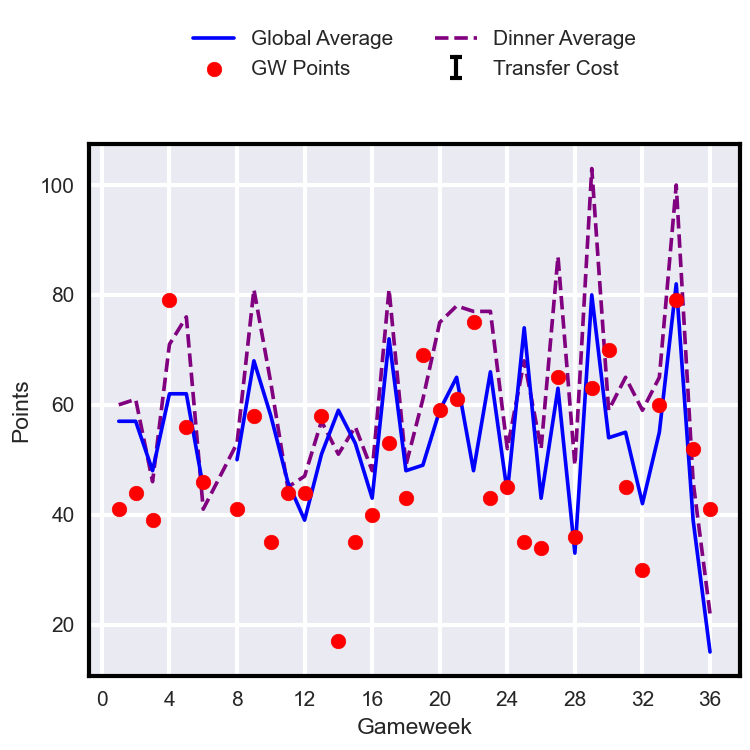 Global Average
Dinner Average
GW Points
Transfer Cost
100
80
60
40
20
Points
0 4 8 12 16 20 24 28 32 36
Gameweek